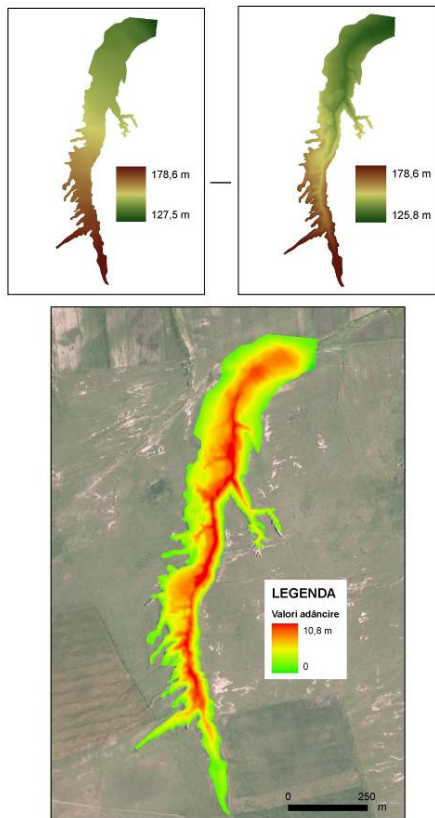 178,6 m
127,5 m
178,6 m
125,8 m
LEGENDA
Valori adâncire
10,8 m
0
0 250
m